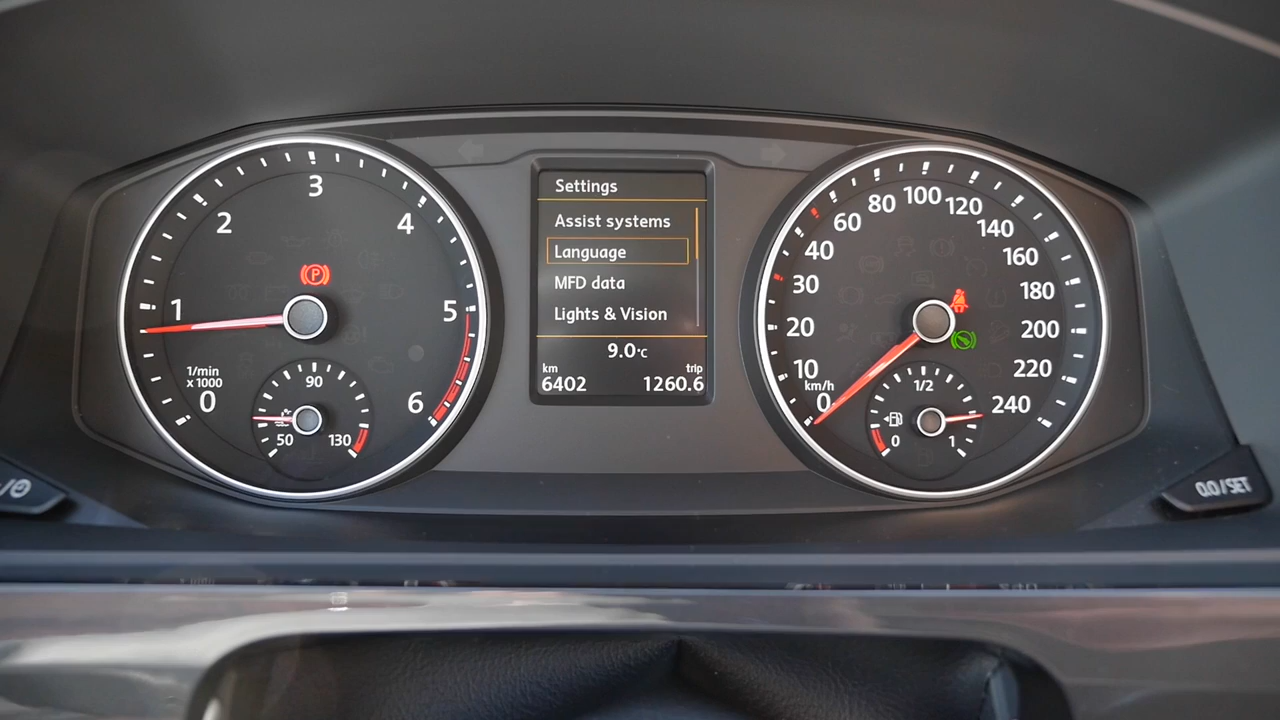 0
1
2
3
4
5
6
1/min
x 1000
50
90
130
P
Settings
Assist systems
Language
MFD data
Lights & Vision
9.0°C
km
trip
6402
1260.6
0
10
20
30
40
60
80
100
120
140
160
180
200
220
240
km/h
0
1/2
1
0.0/SET